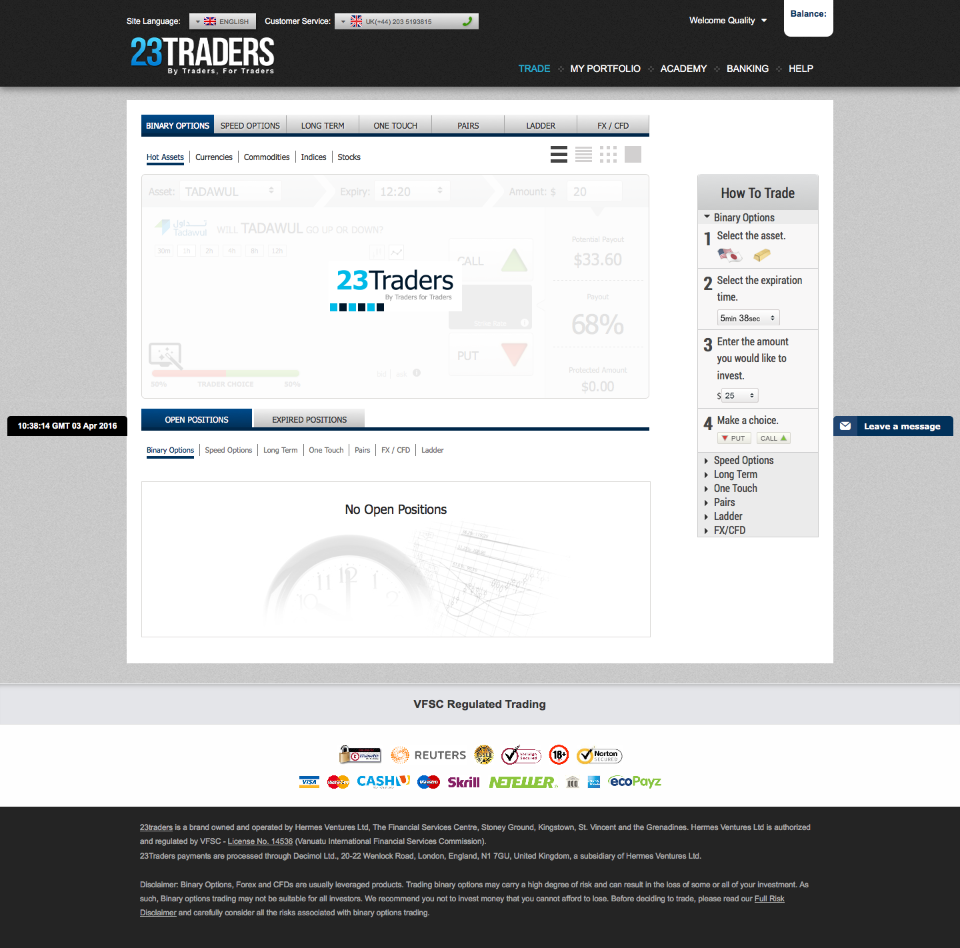 Site Language: ENGLISH Customer Service: UK(+44) 203 5193815
Welcome Quality
Balance:
23TRADERS
By Traders, For Traders
TRADE MY PORTFOLIO ACADEMY BANKING HELP
BINARY OPTIONS SPEED OPTIONS LONG TERM ONE TOUCH PAIRS LADDER FX / CFD
Hot Assets Currencies Commodities Indices Stocks
Asset: TADAWUL Expiry: 12:20 Amount: $ 20
Tadawul WILL TADAWUL GO UP OR DOWN?
30m 1h 2h 4h 8h 12h
CALL
Potential Payout
$33.60
23Traders
By Traders for Traders
Payout
68%
PUT
Protected Amount
$0.00
50% TRADER CHOICE 50%
How To Trade
Binary Options
1 Select the asset.
2 Select the expiration
time.
5min 38sec
3 Enter the amount
you would like to
invest.
$ 25
4 Make a choice.
PUT CALL
Speed Options
Long Term
One Touch
Pairs
Ladder
FX/CFD
OPEN POSITIONS EXPIRED POSITIONS
10:38:14 GMT 03 Apr 2016
Leave a message
Binary Options Speed Options Long Term One Touch Pairs FX / CFD Ladder
No Open Positions
12
VFSC Regulated Trading
REUTERS 18+ Norton
SECURED
VISA MasterCard CASHU Maestro Skrill NETELLER ecoPayz
23traders is a brand owned and operated by Hermes Ventures Ltd, The Financial Services Centre, Stoney Ground, Kingstown, St. Vincent and the Grenadines. Hermes Ventures Ltd is authorized
and regulated by VFSC - License No. 14536 (Vanuatu International Financial Services Commission).
23Traders payments are processed through Decimol Ltd., 20-22 Wenlock Road, London, England, N1 7GU, United Kingdom, a subsidiary of Hermes Ventures Ltd.
Disclaimer: Binary Options, Forex and CFDs are usually leveraged products. Trading binary options may carry a high degree of risk and can result in the loss of some or all of your investment. As
such, Binary options trading may not be suitable for all investors. We recommend you not to invest money that you cannot afford to lose. Before deciding to trade, please read our Full Risk
Disclaimer and carefully consider all the risks associated with binary options trading.